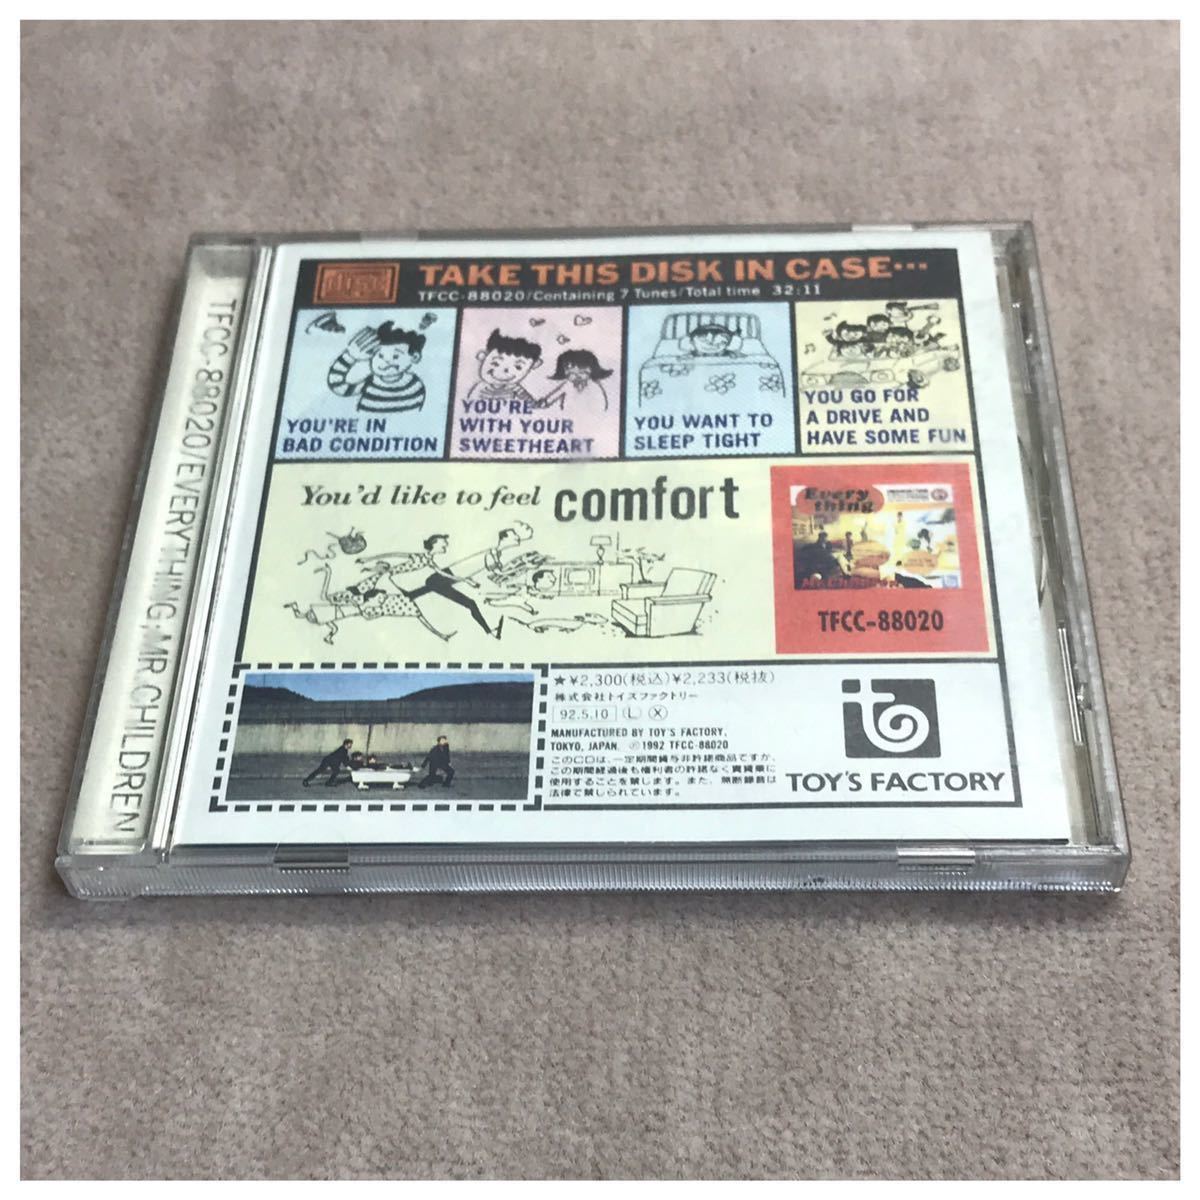 TFCC-88020/EVERYTHING/MR.CHILDREN
DISC
TAKE THIS DISK IN CASE…
TFCC-88020/Containing 7 Tunes/Total time 32:11
YOU'RE IN
BAD CONDITION
YOU'RE
WITH YOUR
SWEETHEART
YOU WANT TO
SLEEP TIGHT
YOU GO FOR
A DRIVE AND
HAVE SOME FUN
You'd like to feel comfort
Every
thing
Mr.Children
TFCC-88020
★¥2,300(税込)¥2,233(税抜)
株式会社トイズファクトリー
92.5.10 Ⓛ Ⓧ
MANUFACTURED BY TOY'S FACTORY,
TOKYO, JAPAN. ℗1992 TFCC-88020
このCDは、一定期間貸与非許諾商品ですか、
この期間経過後も権利者の許諾なく賃貸業に
使用することを禁じます。また、無断録音は
法律で禁じられています。
TOY'S FACTORY